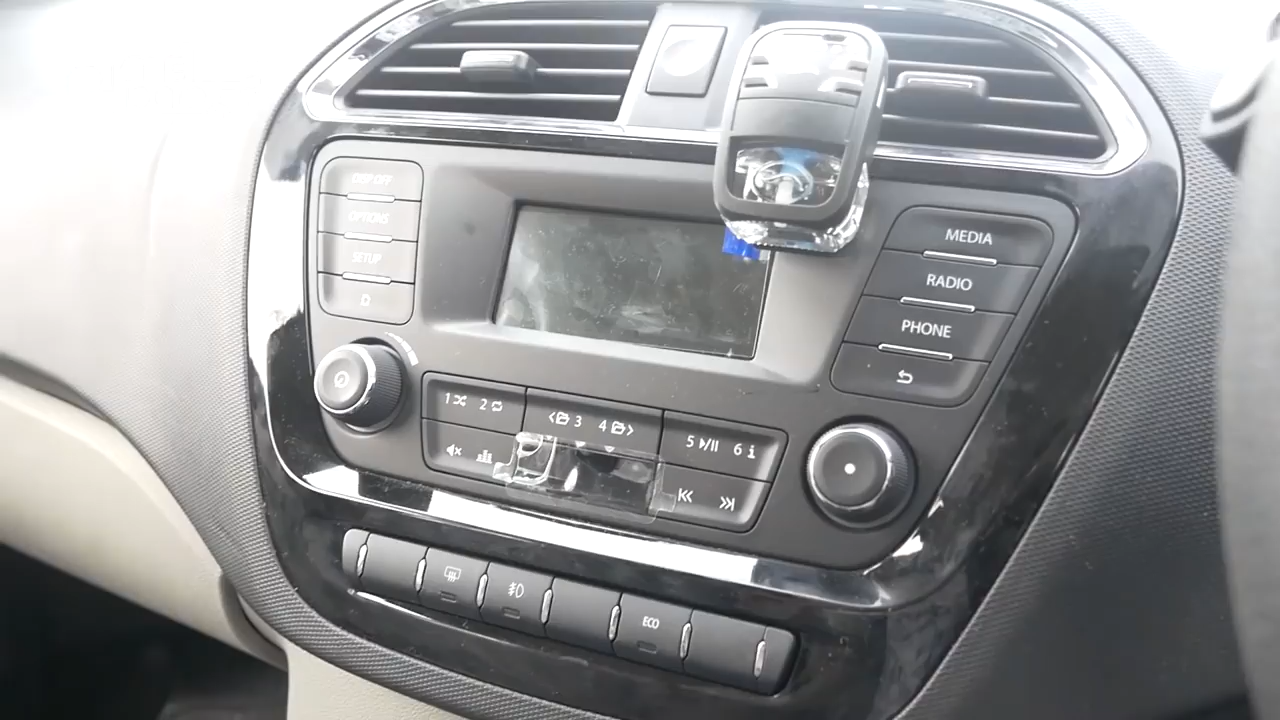 DISP OFF
OPTIONS
SETUP
MEDIA
RADIO
PHONE
1 2
3 4
5 6 i
ECO